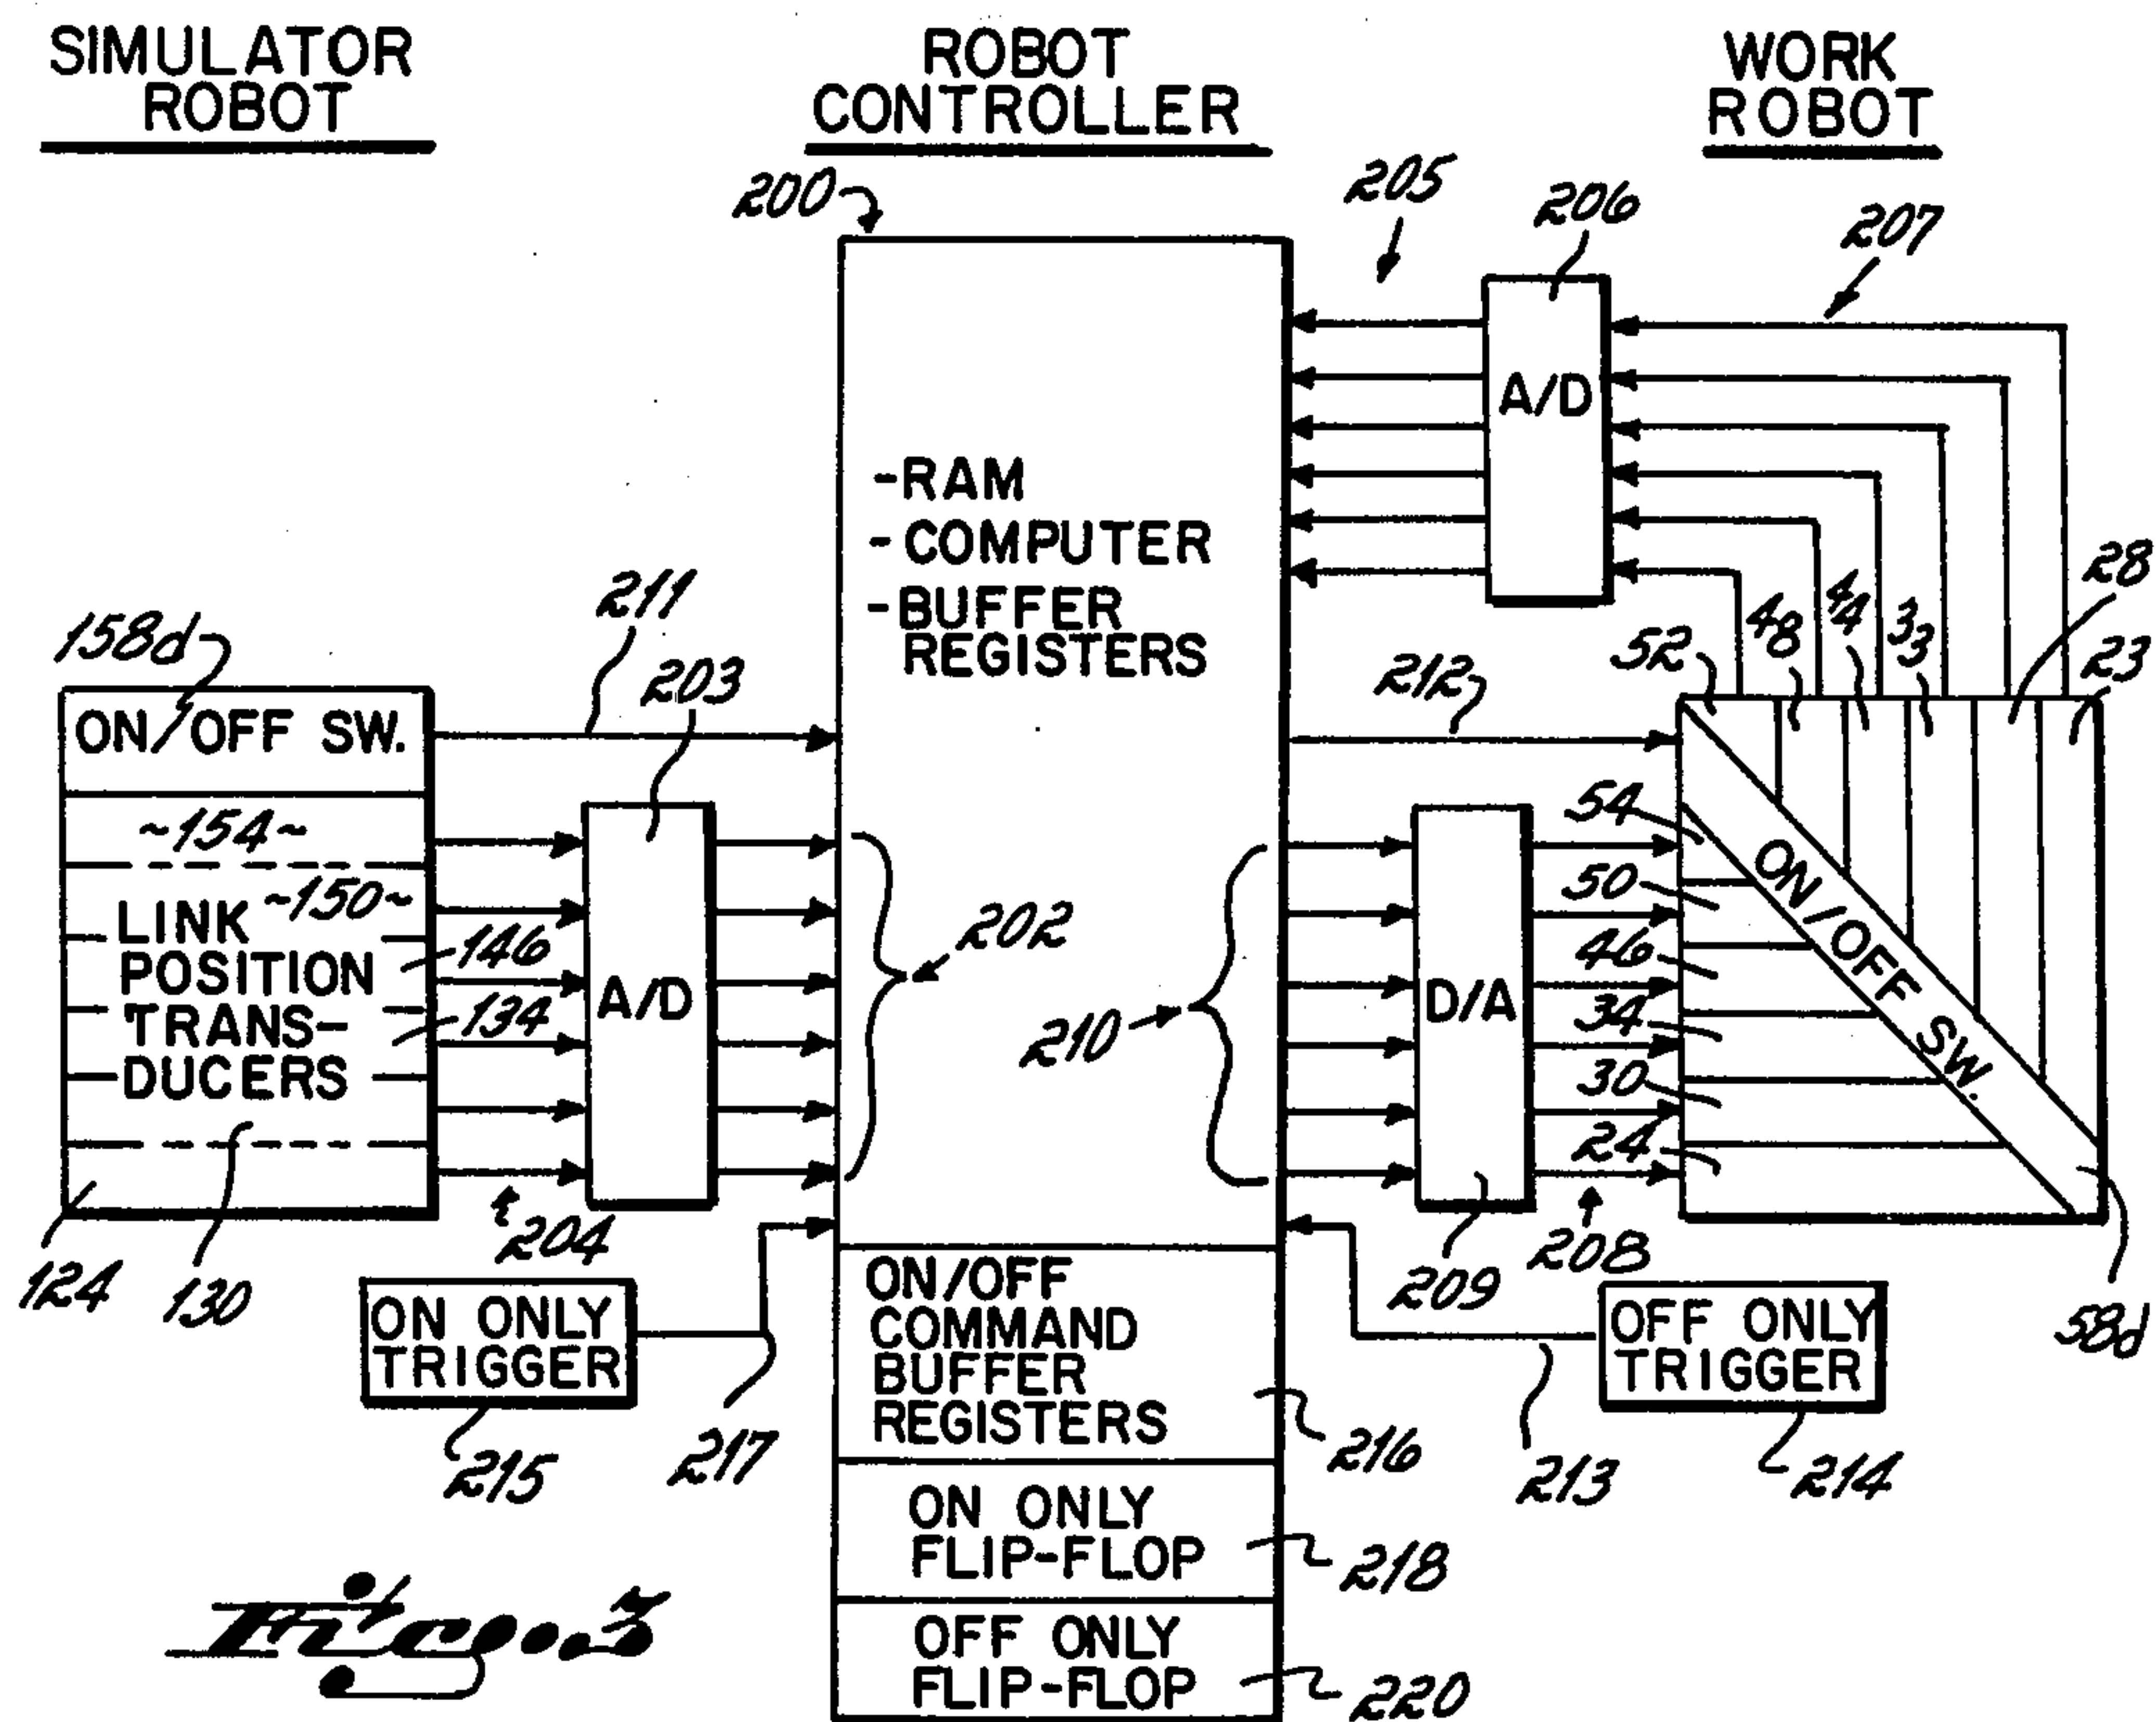 SIMULATOR
ROBOT
ROBOT
CONTROLLER
WORK
ROBOT
200
205
206
207
A/D
-RAM
-COMPUTER
-BUFFER
REGISTERS
28
23
52
48
44
33
211
212
158d
203
ON/OFF SW.
~154~
~150~
LINK
POSITION
TRANS-
DUCERS
146
134
A/D
202
210
D/A
54
50
46
34
30
24
ON/OFF SW.
204
208
209
124
130
58d
ON ONLY
TRIGGER
215
217
ON/OFF
COMMAND
BUFFER
REGISTERS
216
OFF ONLY
TRIGGER
213
214
ON ONLY
FLIP-FLOP
218
OFF ONLY
FLIP-FLOP
220
Fig. 3